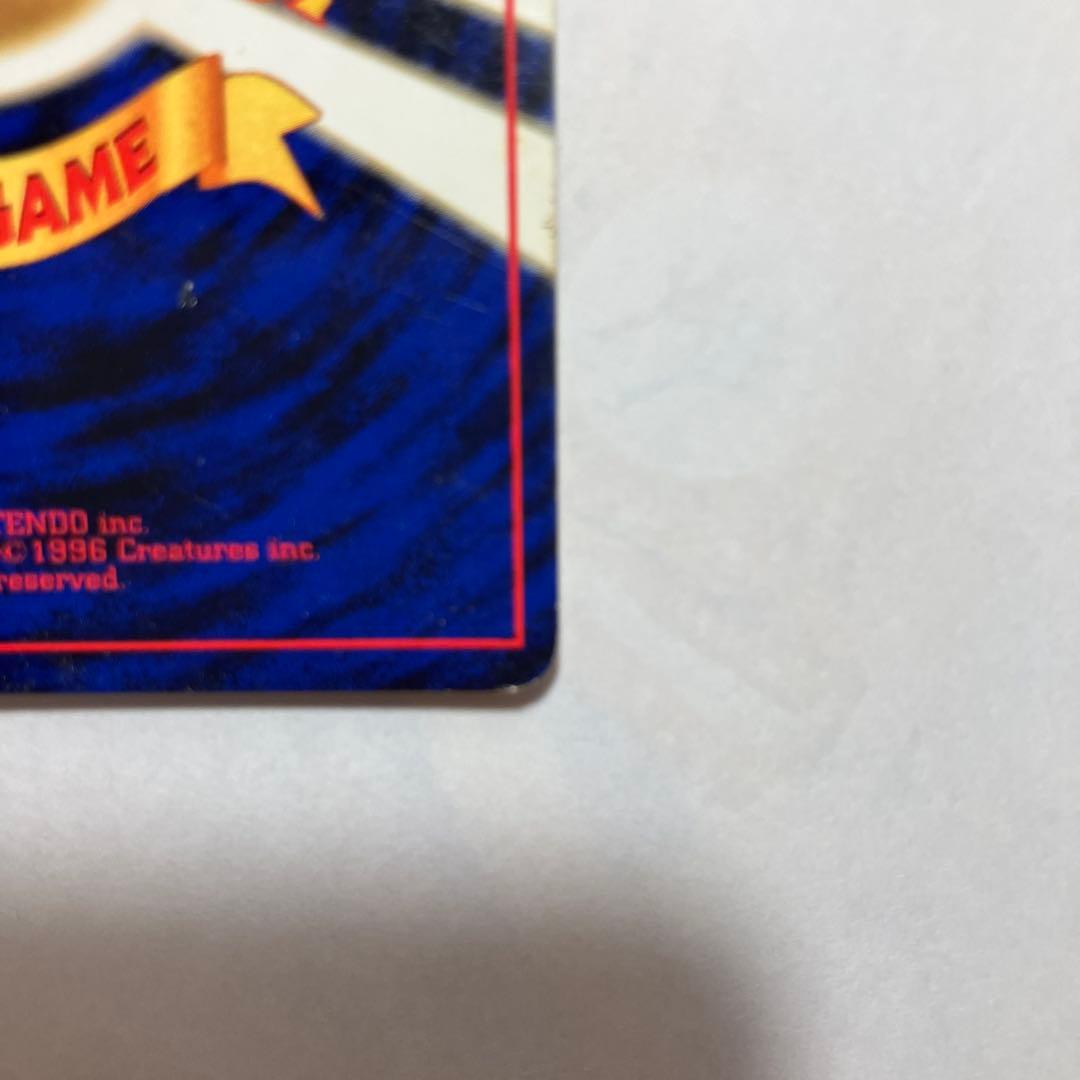 GAME
TENDO inc.
©1996 Creatures inc.
reserved.